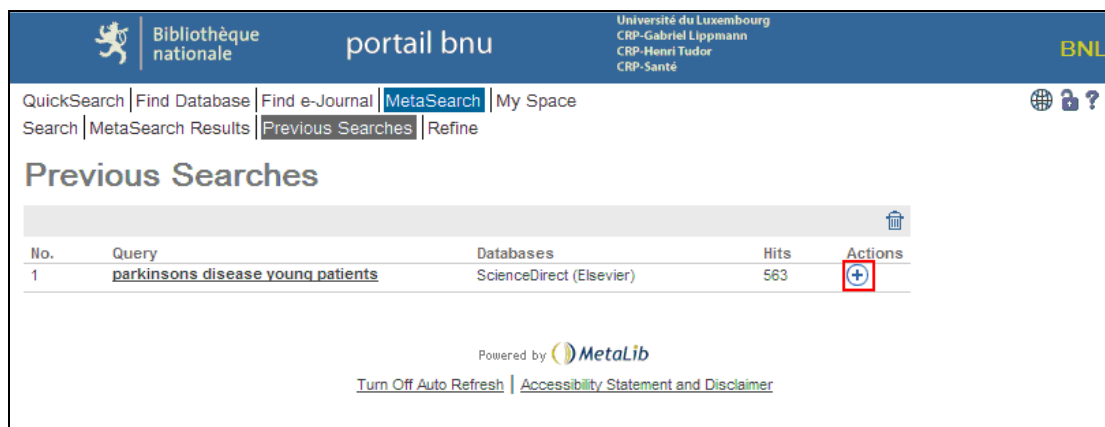 Bibliothèque
nationale
portail bnu
Université du Luxembourg
CRP-Gabriel Lippmann
CRP-Henri Tudor
CRP-Santé
BNL
QuickSearch | Find Database | Find e-Journal | MetaSearch | My Space
Search | MetaSearch Results | Previous Searches | Refine
Previous Searches
No. Query Databases Hits Actions
1 parkinsons disease young patients ScienceDirect (Elsevier) 563
Powered by MetaLib
Turn Off Auto Refresh | Accessibility Statement and Disclaimer